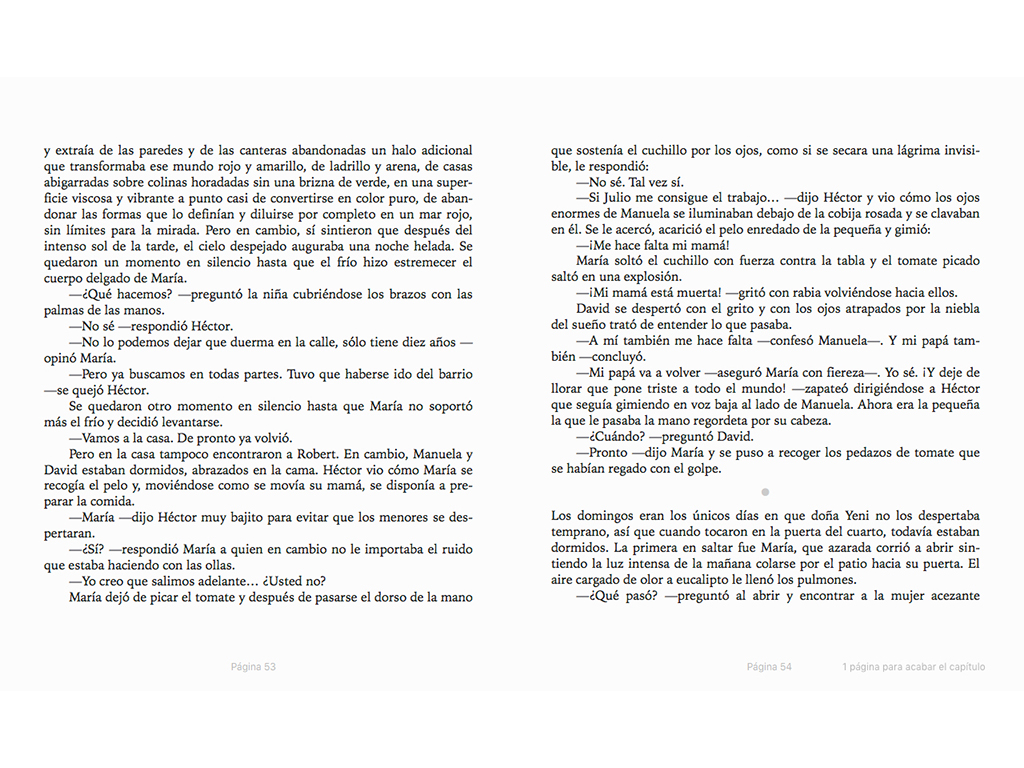 y extraía de las paredes y de las canteras abandonadas un halo adicional
que transformaba ese mundo rojo y amarillo, de ladrillo y arena, de casas
abigarradas sobre colinas horadadas sin una brizna de verde, en una super-
ficie viscosa y vibrante a punto casi de convertirse en color puro, de aban-
donar las formas que lo definían y diluirse por completo en un mar rojo,
sin límites para la mirada. Pero en cambio, sí sintieron que después del
intenso sol de la tarde, el cielo despejado auguraba una noche helada. Se
quedaron un momento en silencio hasta que el frío hizo estremecer el
cuerpo delgado de María.
—¿Qué hacemos? —preguntó la niña cubriéndose los brazos con las
palmas de las manos.
—No sé —respondió Héctor.
—No lo podemos dejar que duerma en la calle, sólo tiene diez años —
opinó María.
—Pero ya buscamos en todas partes. Tuvo que haberse ido del barrio
—se quejó Héctor.
Se quedaron otro momento en silencio hasta que María no soportó
más el frío y decidió levantarse.
—Vamos a la casa. De pronto ya volvió.
Pero en la casa tampoco encontraron a Robert. En cambio, Manuela y
David estaban dormidos, abrazados en la cama. Héctor vio cómo María se
recogía el pelo y, moviéndose como se movía su mamá, se disponía a pre-
parar la comida.
—María —dijo Héctor muy bajito para evitar que los menores se des-
pertaran.
—¿Sí? —respondió María a quien en cambio no le importaba el ruido
que estaba haciendo con las ollas.
—Yo creo que salimos adelante… ¿Usted no?
María dejó de picar el tomate y después de pasarse el dorso de la mano
Página 53
que sostenía el cuchillo por los ojos, como si se secara una lágrima invisi-
ble, le respondió:
—No sé. Tal vez sí.
—Si Julio me consigue el trabajo… —dijo Héctor y vio cómo los ojos
enormes de Manuela se iluminaban debajo de la cobija rosada y se clavaban
en él. Se le acercó, acarició el pelo enredado de la pequeña y gimió:
—¡Me hace falta mi mamá!
María soltó el cuchillo con fuerza contra la tabla y el tomate picado
saltó en una explosión.
—¡Mi mamá está muerta! —gritó con rabia volviéndose hacia ellos.
David se despertó con el grito y con los ojos atrapados por la niebla
del sueño trató de entender lo que pasaba.
—A mí también me hace falta —confesó Manuela—. Y mi papá tam-
bién —concluyó.
—Mi papá va a volver —aseguró María con fiereza—. Yo sé. ¡Y deje de
llorar que pone triste a todo el mundo! —zapateó dirigiéndose a Héctor
que seguía gimiendo en voz baja al lado de Manuela. Ahora era la pequeña
la que le pasaba la mano regordeta por su cabeza.
—¿Cuándo? —preguntó David.
—Pronto —dijo María y se puso a recoger los pedazos de tomate que
se habían regado con el golpe.
Los domingos eran los únicos días en que doña Yeni no los despertaba
temprano, así que cuando tocaron en la puerta del cuarto, todavía estaban
dormidos. La primera en saltar fue María, que azarada corrió a abrir sin-
tiendo la luz intensa de la mañana colarse por el patio hacia su puerta. El
aire cargado de olor a eucalipto le llenó los pulmones.
—¿Qué pasó? —preguntó al abrir y encontrar a la mujer acezante
Página 54
1 página para acabar el capítulo